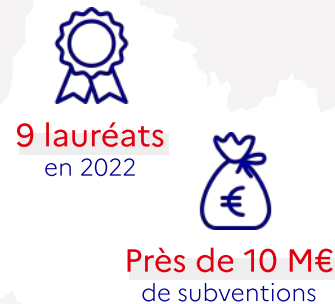 9 lauréats
en 2022
€
Près de 10 M€
de subventions